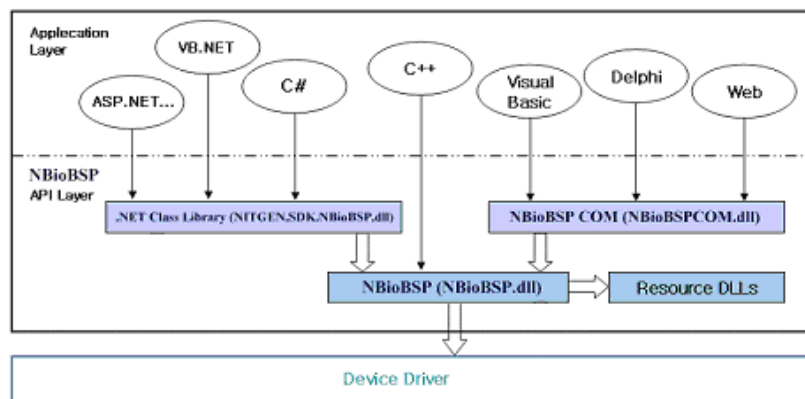 Applecation
Layer
VB.NET
C++
C#
Visual
Basic
Delphi
Web
ASP.NET...
NBioBSP
API Layer
.NET Class Library (NITGEN.SDK.NBioBSP.dll)
NBioBSP COM (NBioBSPCOM.dll)
NBioBSP (NBioBSP.dll)
Resource DLLs
Device Driver